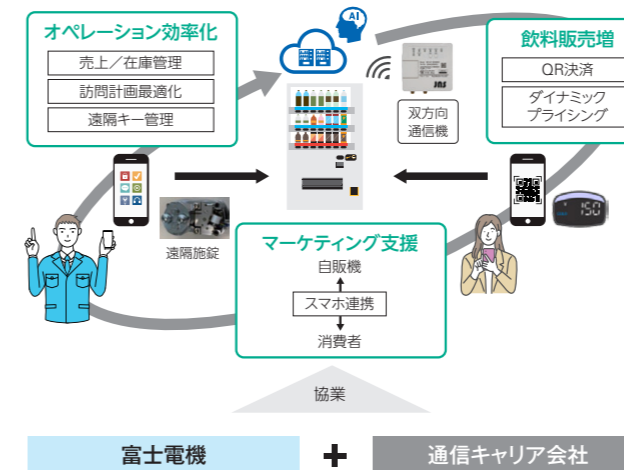 AI
オペレーション効率化
売上／在庫管理
訪問計画最適化
遠隔キー管理
飲料販売増
QR決済
ダイナミック
プライシング
双方向
通信機
遠隔施錠
150
マーケティング支援
自販機
スマホ連携
消費者
協業
富士電機
+
通信キャリア会社